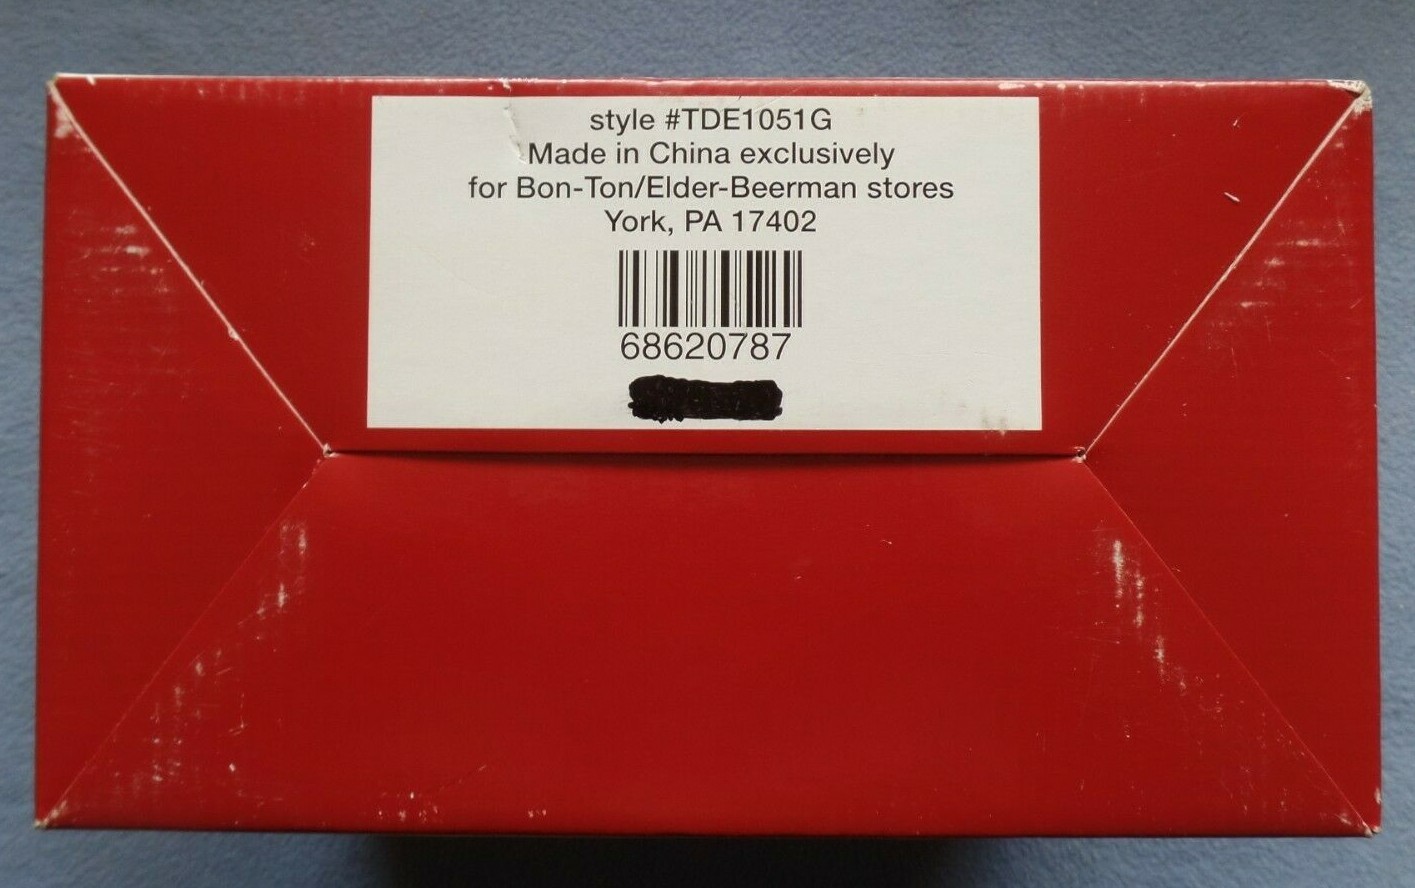 style #TDE1051G
Made in China exclusively
for Bon-Ton/Elder-Beerman stores
York, PA 17402
68620787